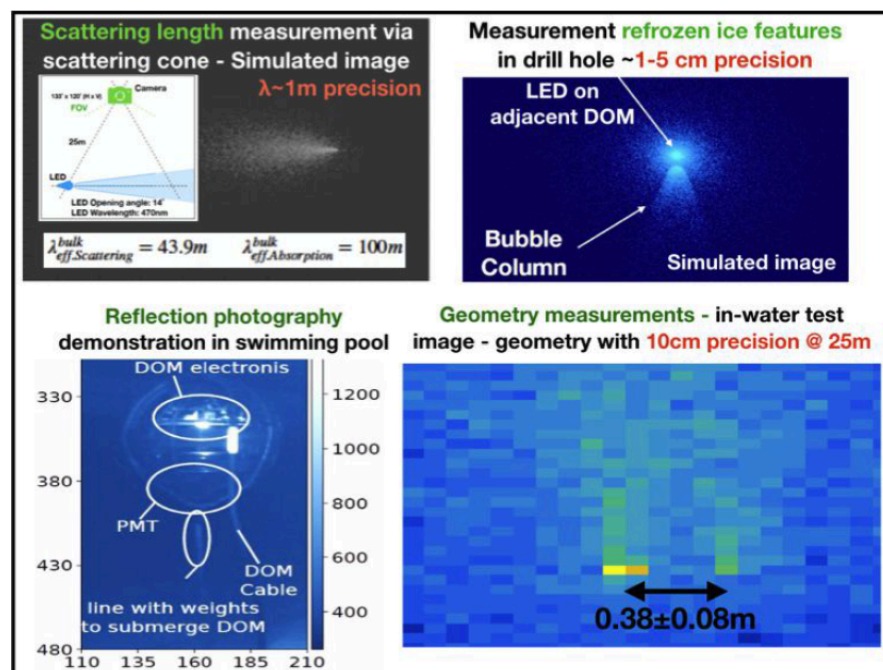 Scattering length measurement via
scattering cone - Simulated image
λ~1m precision
Camera
133° x 120° (H x V)
FOV
25m
LED
LED Opening angle: 14°
LED Wavelength: 470nm
λ^bulk_eff.Scattering = 43.9m λ^bulk_eff.Absorption = 100m
Measurement refrozen ice features
in drill hole ~1-5 cm precision
LED on
adjacent DOM
Bubble
Column
Simulated image
Reflection photography
demonstration in swimming pool
DOM electronis
PMT
DOM
Cable
line with weights
to submerge DOM
330
380
430
480
110 135 160 185 210
1200
1000
800
600
400
Geometry measurements - in-water test
image - geometry with 10cm precision @ 25m
0.38±0.08m